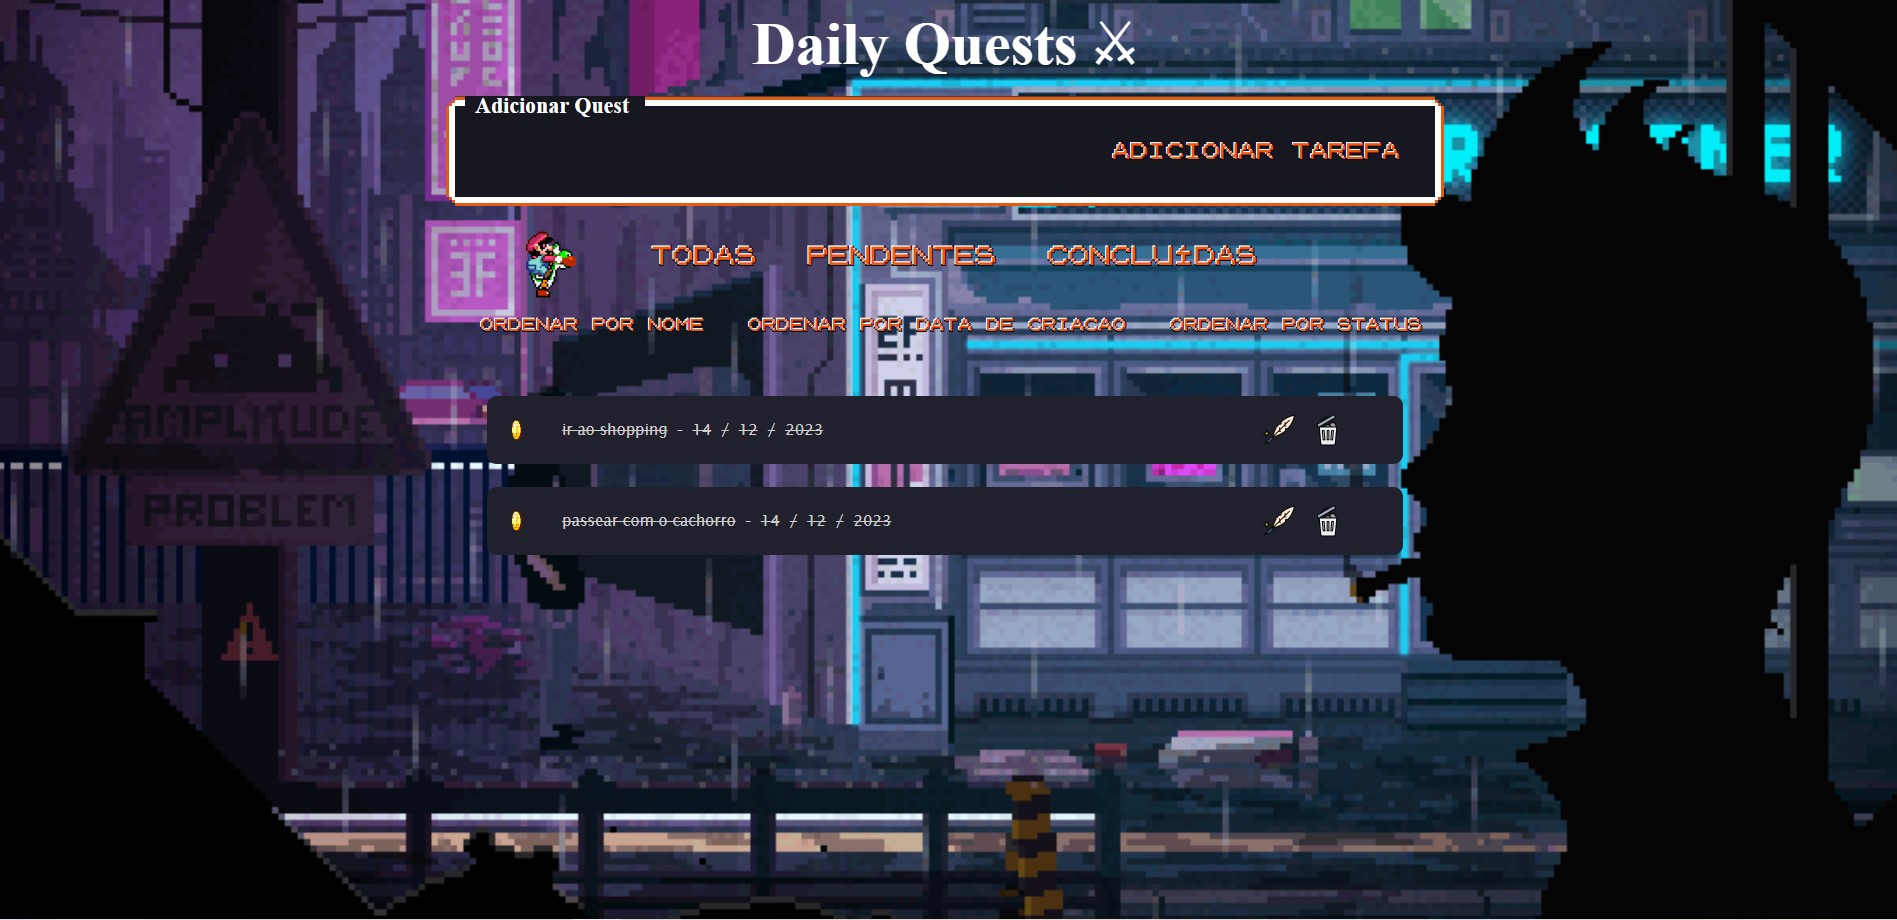 Daily Quests ⚔
Adicionar Quest
ADICIONAR TAREFA
TODAS PENDENTES CONCLUíDAS
ORDENAR POR NOME ORDENAR POR DATA DE CRIACAO ORDENAR POR STATUS
ir ao shopping - 14 / 12 / 2023
passear com o cachorro - 14 / 12 / 2023
AMPLITUDE
PROBLEM